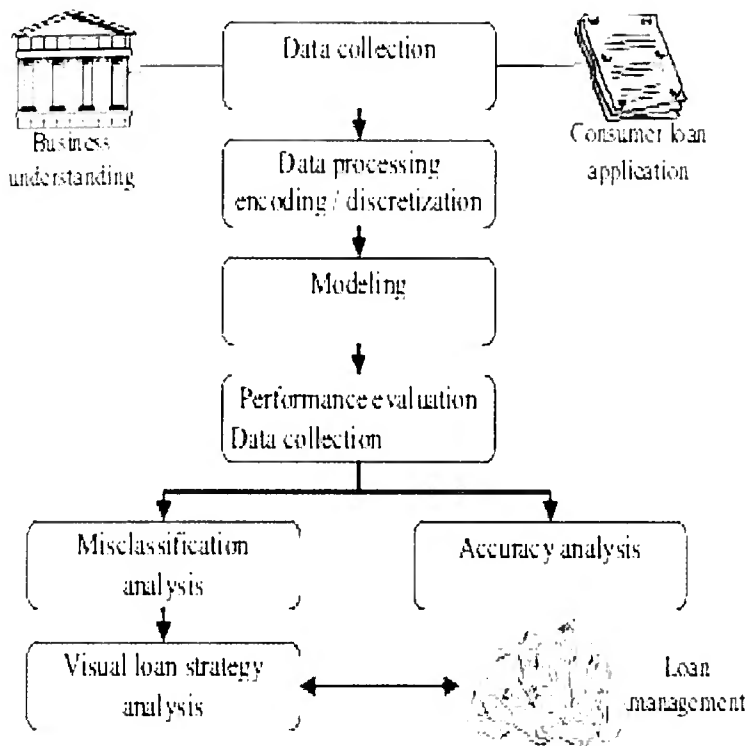 Data collection
Business
understanding
Consumer loan
application
Data processing
encoding / discretization
Modeling
Performance evaluation
Data collection
Misclassification
analysis
Accuracy analysis
Visual loan strategy
analysis
Loan
management